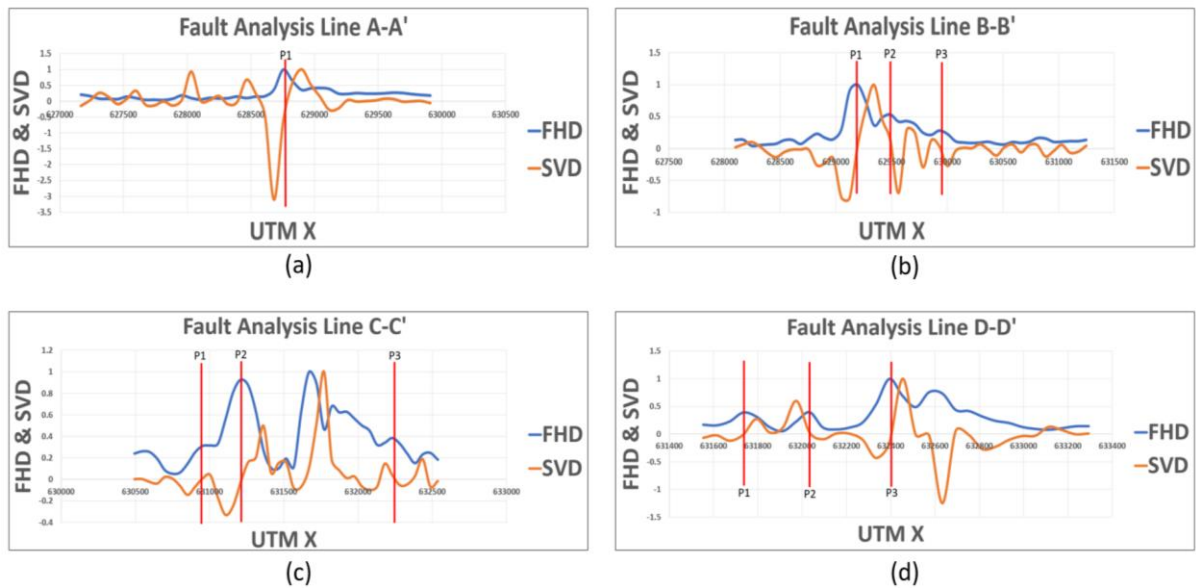 Fault Analysis Line A-A'
P1
1.5
1
0.5
0
-0.5
-1
-1.5
-2
-2.5
-3
-3.5
627000 627500 628000 628500 629000 629500 630000 630500
FHD & SVD
FHD
SVD
UTM X
(a)
Fault Analysis Line B-B'
P1 P2 P3
1.5
1
0.5
0
-0.5
-1
627500 628000 628500 629000 629500 630000 630500 631000 631500
FHD & SVD
FHD
SVD
UTM X
(b)
Fault Analysis Line C-C'
P1 P2 P3
1.2
1
0.8
0.6
0.4
0.2
0
-0.2
-0.4
630000 630500 631000 631500 632000 632500 633000
FHD & SVD
FHD
SVD
UTM X
(c)
Fault Analysis Line D-D'
1.5
1
0.5
0
-0.5
-1
-1.5
631400 631600 631800 632000 632200 632400 632600 632800 633000 633200 633400
P1 P2 P3
FHD & SVD
FHD
SVD
UTM X
(d)